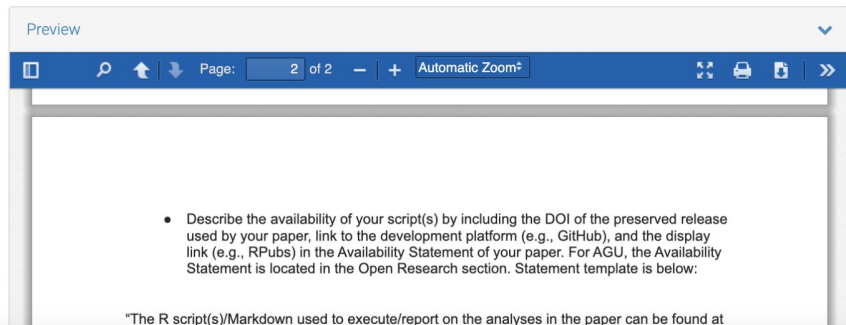 Preview
Page: 2 of 2 Automatic Zoom
• Describe the availability of your script(s) by including the DOI of the preserved release
used by your paper, link to the development platform (e.g., GitHub), and the display
link (e.g., RPubs) in the Availability Statement of your paper. For AGU, the Availability
Statement is located in the Open Research section. Statement template is below:
"The R script(s)/Markdown used to execute/report on the analyses in the paper can be found at